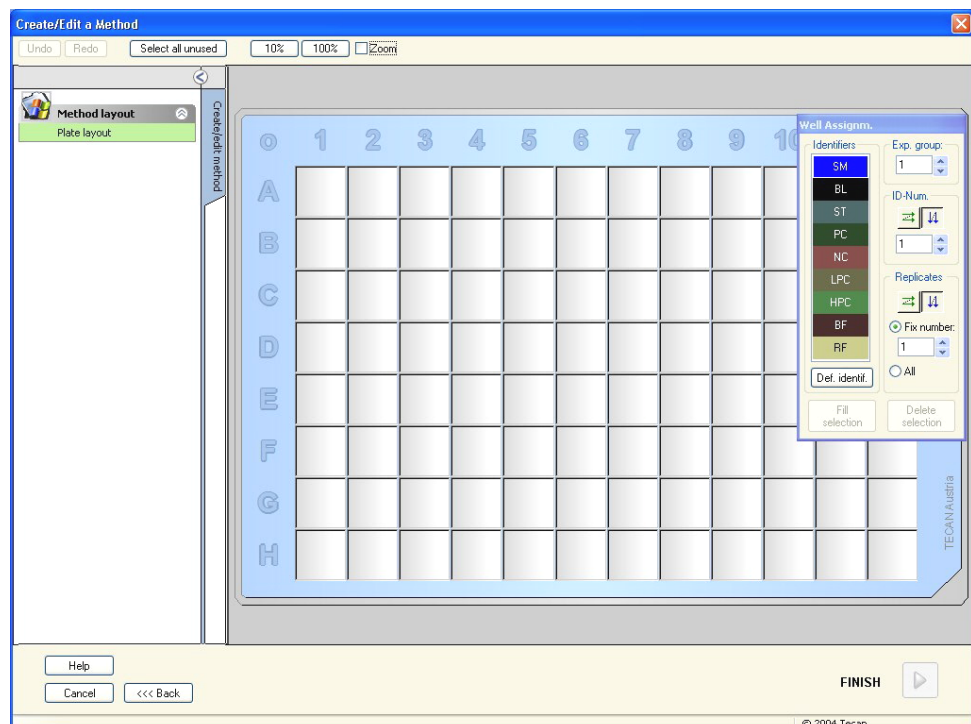 Create/Edit a Method
Undo Redo Select all unused 10% 100% Zoom
Method layout
Plate layout
Create/edit method
o 1 2 3 4 5 6 7 8 9 10
A
B
C
D
E
F
G
H
Well Assignm.
Identifiers
SM
BL
ST
PC
NC
LPC
HPC
BF
RF
Def. identif.
Exp. group:
1
ID-Num.
1
Replicates
Fix number:
1
All
Fill
selection
Delete
selection
TECAN Austria
Help
Cancel <<< Back
FINISH
© 2004 Tecan